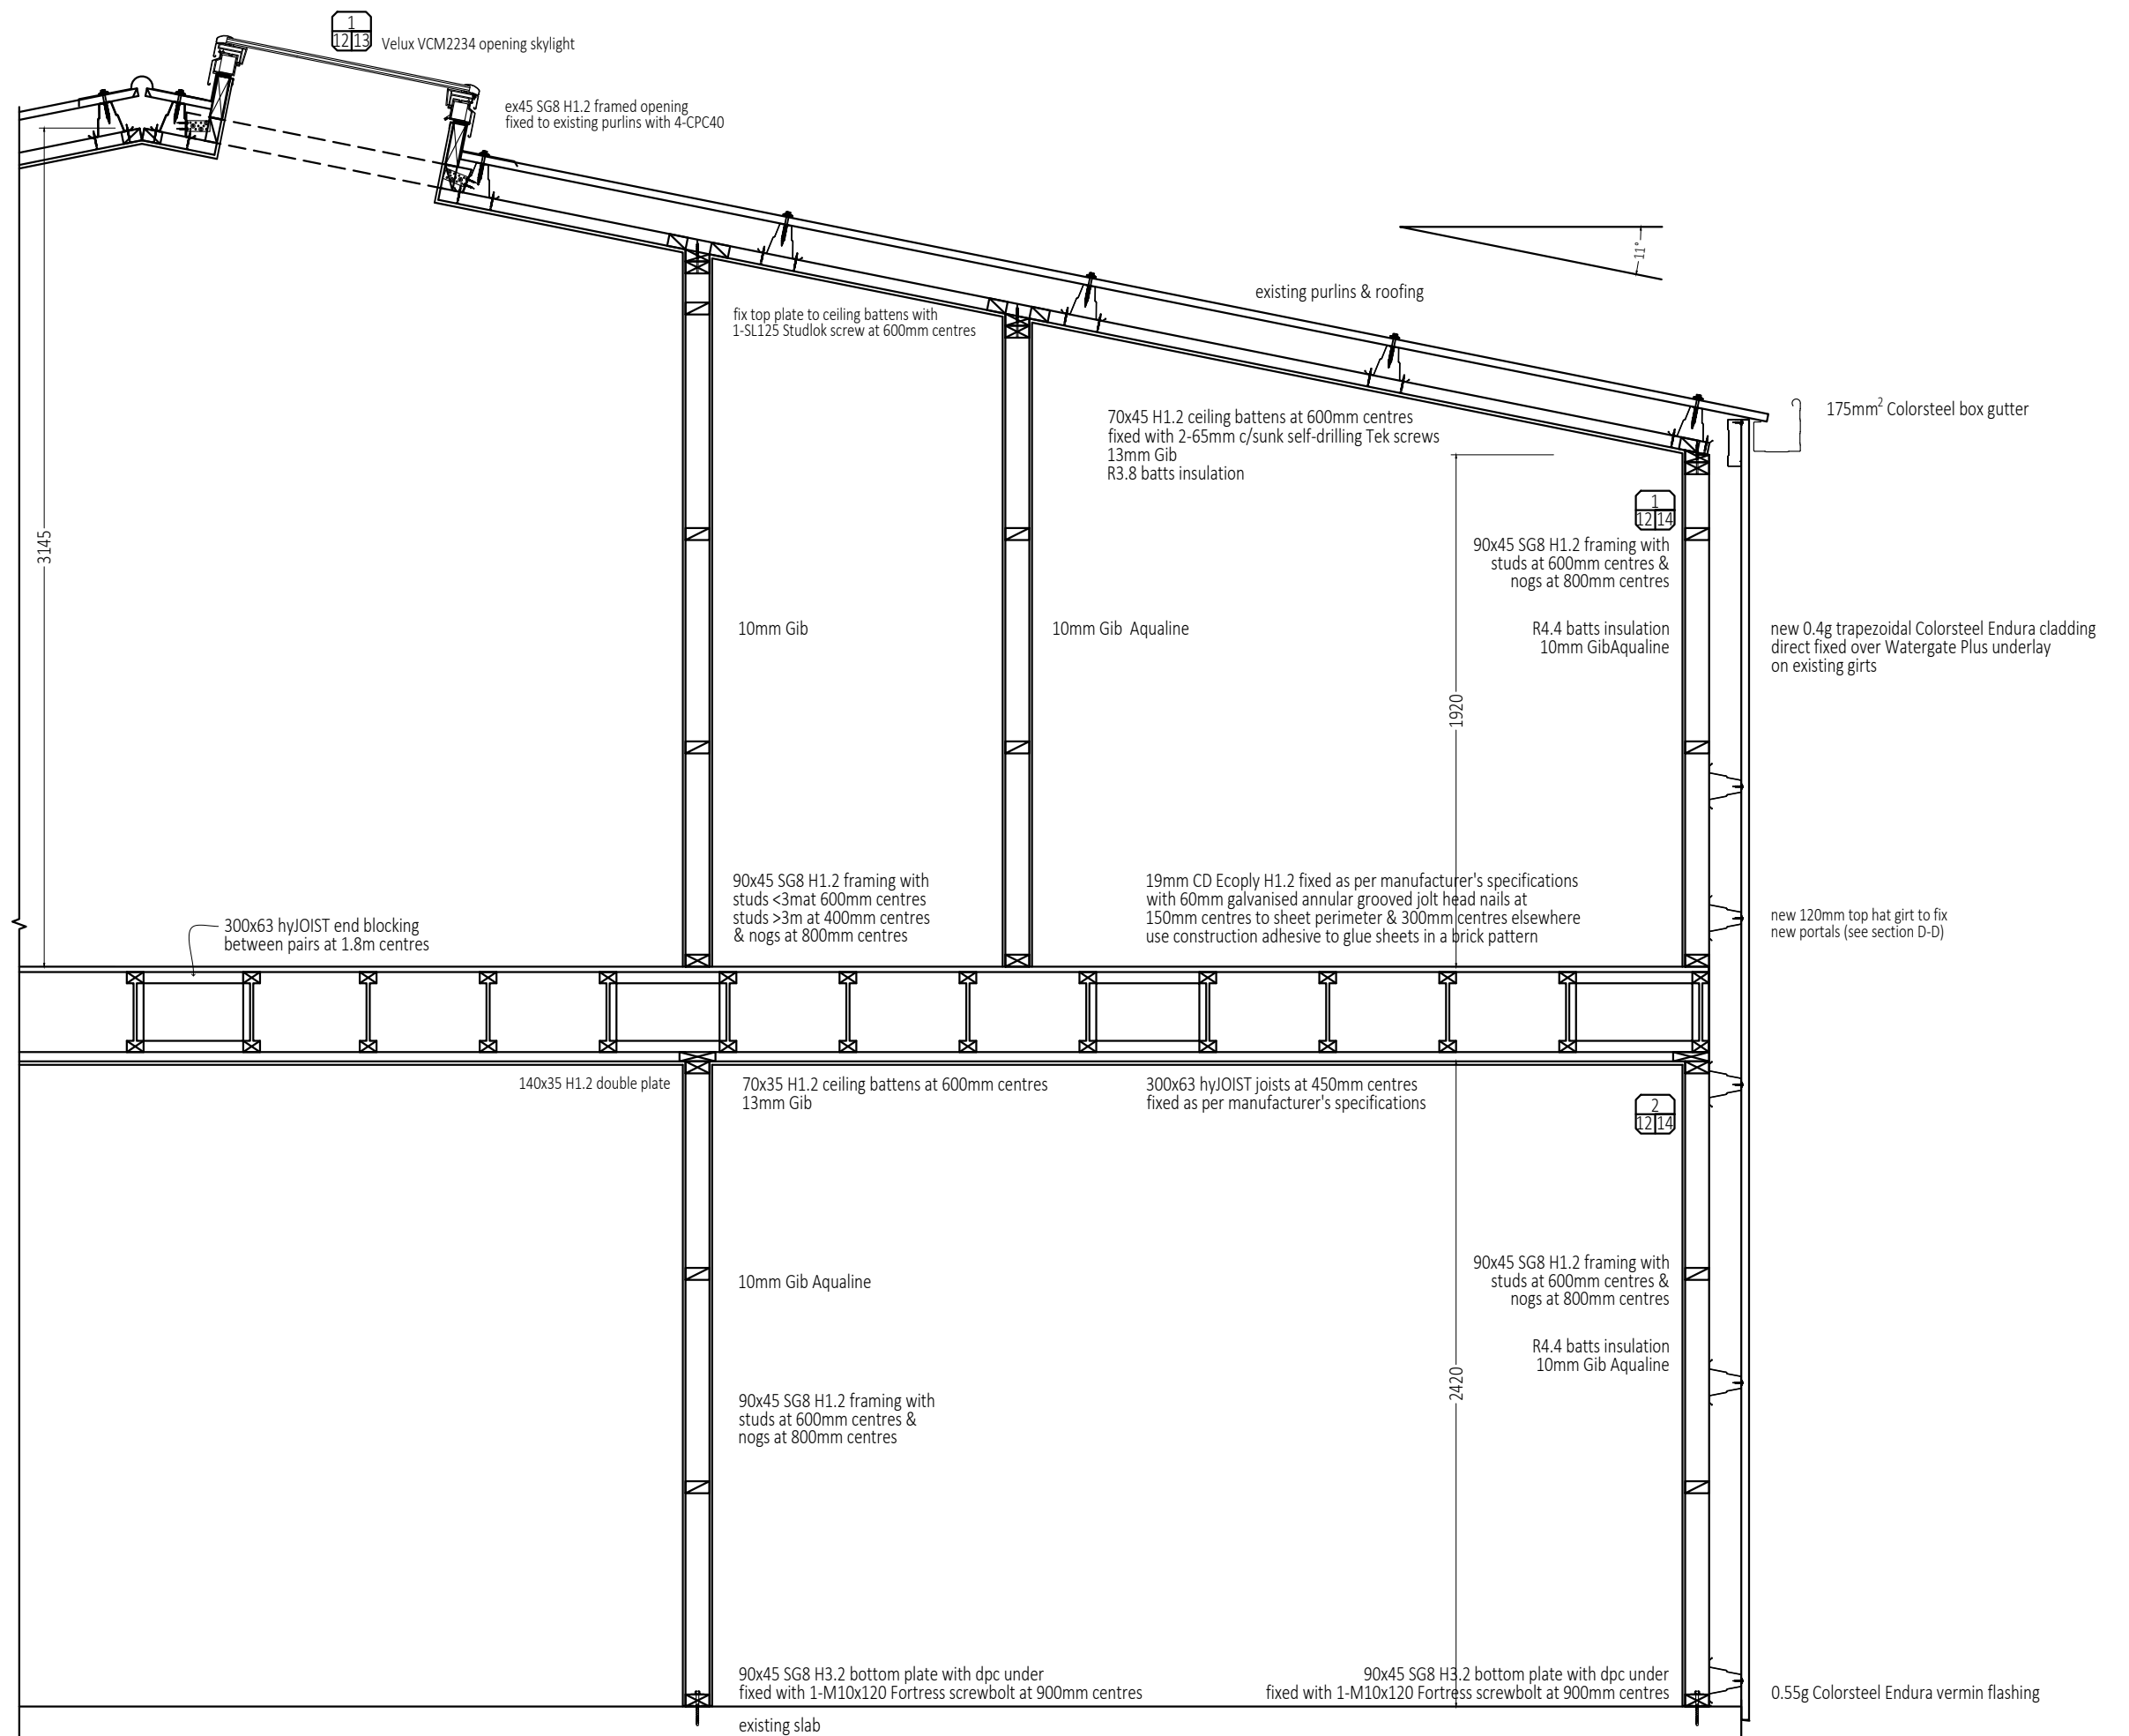 1
12 13
Velux VCM2234 opening skylight
ex45 SG8 H1.2 framed opening
fixed to existing purlins with 4-CPC40
11°
existing purlins & roofing
fix top plate to ceiling battens with
1-SL125 Studlok screw at 600mm centres
70x45 H1.2 ceiling battens at 600mm centres
fixed with 2-65mm c/sunk self-drilling Tek screws
13mm Gib
R3.8 batts insulation
175mm² Colorsteel box gutter
3145
1
12 14
90x45 SG8 H1.2 framing with
studs at 600mm centres &
nogs at 800mm centres
10mm Gib
10mm Gib Aqualine
R4.4 batts insulation
10mm GibAqualine
new 0.4g trapezoidal Colorsteel Endura cladding
direct fixed over Watergate Plus underlay
on existing girts
1920
90x45 SG8 H1.2 framing with
studs <3mat 600mm centres
studs >3m at 400mm centres
& nogs at 800mm centres
19mm CD Ecoply H1.2 fixed as per manufacturer's specifications
with 60mm galvanised annular grooved jolt head nails at
150mm centres to sheet perimeter & 300mm centres elsewhere
use construction adhesive to glue sheets in a brick pattern
300x63 hyJOIST end blocking
between pairs at 1.8m centres
new 120mm top hat girt to fix
new portals (see section D-D)
140x35 H1.2 double plate
70x35 H1.2 ceiling battens at 600mm centres
13mm Gib
300x63 hyJOIST joists at 450mm centres
fixed as per manufacturer's specifications
2
12 14
10mm Gib Aqualine
90x45 SG8 H1.2 framing with
studs at 600mm centres &
nogs at 800mm centres
R4.4 batts insulation
10mm Gib Aqualine
2420
90x45 SG8 H1.2 framing with
studs at 600mm centres &
nogs at 800mm centres
90x45 SG8 H3.2 bottom plate with dpc under
fixed with 1-M10x120 Fortress screwbolt at 900mm centres
90x45 SG8 H3.2 bottom plate with dpc under
fixed with 1-M10x120 Fortress screwbolt at 900mm centres
0.55g Colorsteel Endura vermin flashing
existing slab